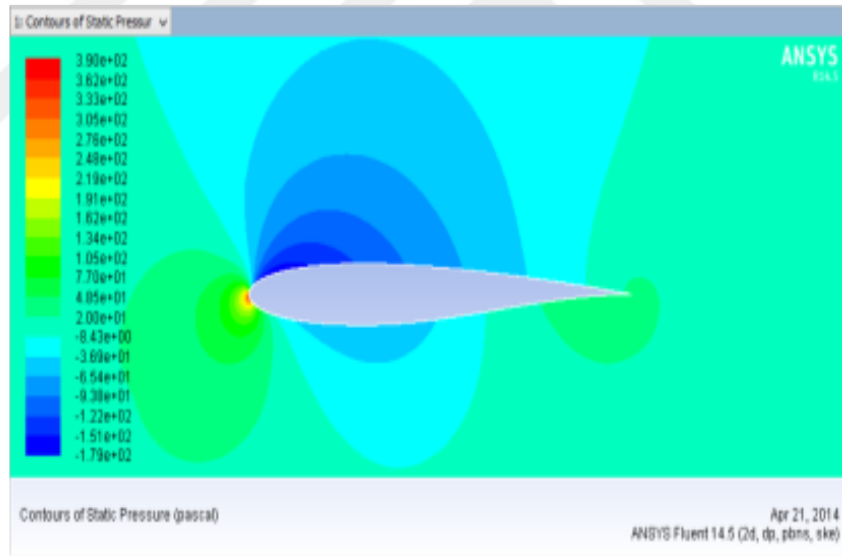 1: Contours of Static Pressur
ANSYS
R14.5
3.90e+02
3.62e+02
3.33e+02
3.05e+02
2.76e+02
2.48e+02
2.19e+02
1.91e+02
1.62e+02
1.34e+02
1.05e+02
7.70e+01
4.85e+01
2.00e+01
-8.43e+00
-3.69e+01
-6.54e+01
-9.38e+01
-1.22e+02
-1.51e+02
-1.79e+02
Contours of Static Pressure (pascal)
Apr 21, 2014
ANSYS Fluent 14.5 (2d, dp, pbns, ske)